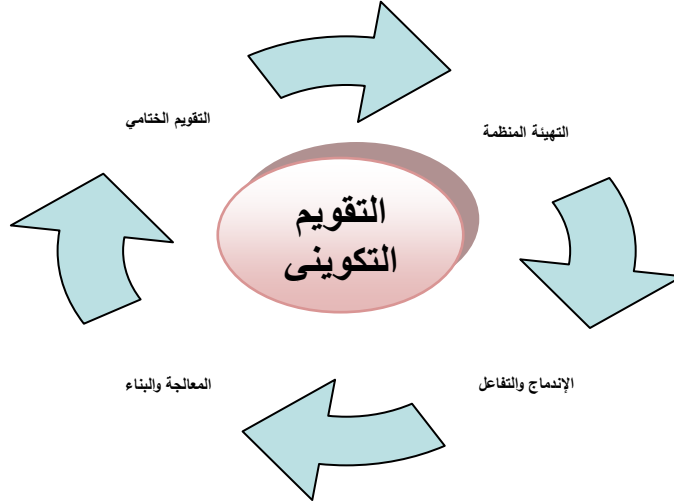 التقويم الختامي
التهيئة المنظمة
التقويم
التكوينى
المعالجة والبناء
الإندماج والتفاعل